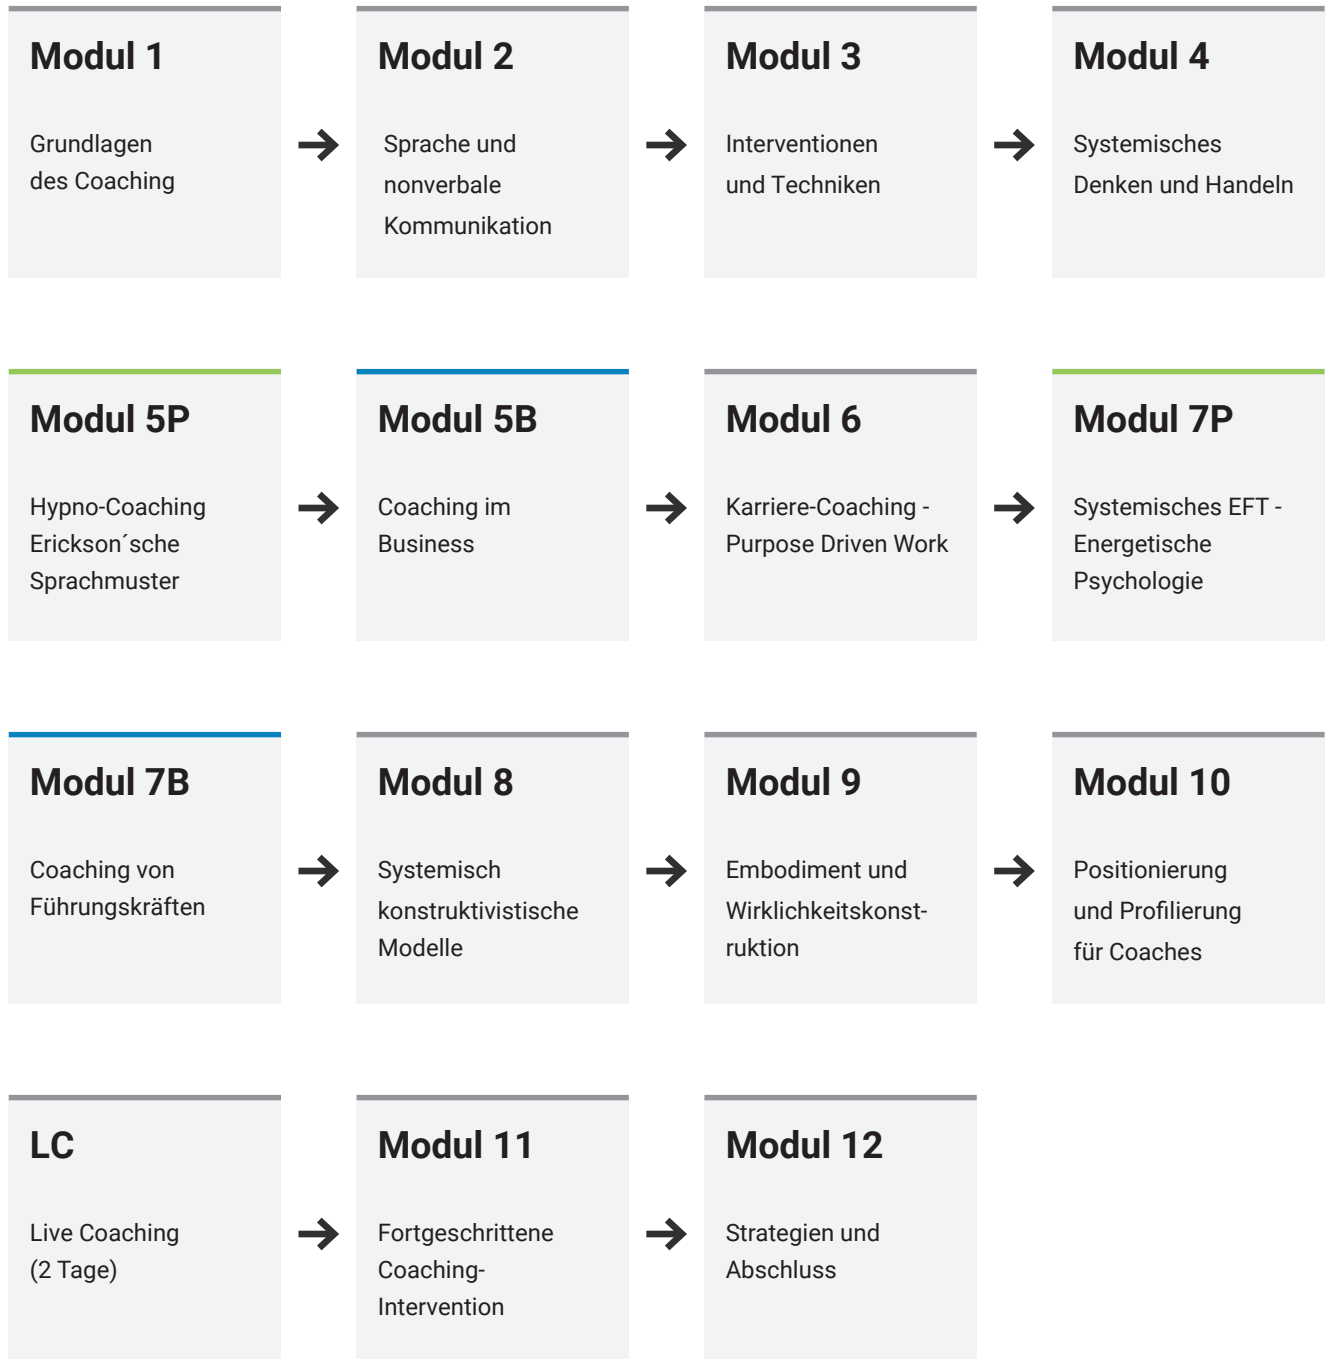 Modul 1
Grundlagen
des Coaching
Modul 2
Sprache und
nonverbale
Kommunikation
Modul 3
Interventionen
und Techniken
Modul 4
Systemisches
Denken und Handeln
Modul 5P
Hypno-Coaching
Erickson´sche
Sprachmuster
Modul 5B
Coaching im
Business
Modul 6
Karriere-Coaching -
Purpose Driven Work
Modul 7P
Systemisches EFT -
Energetische
Psychologie
Modul 7B
Coaching von
Führungskräften
Modul 8
Systemisch
konstruktivistische
Modelle
Modul 9
Embodiment und
Wirklichkeitskonst-
ruktion
Modul 10
Positionierung
und Profilierung
für Coaches
LC
Live Coaching
(2 Tage)
Modul 11
Fortgeschrittene
Coaching-
Intervention
Modul 12
Strategien und
Abschluss